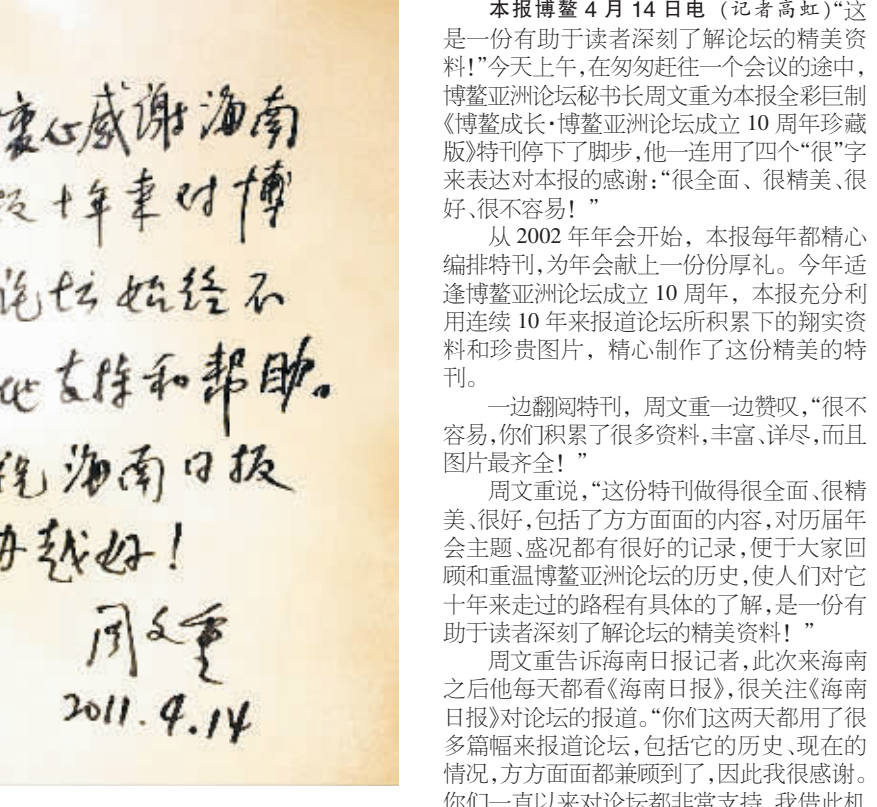 衷心感谢海南
报十年来对博
论坛始终不
地支持和帮助。
祝海南日报
办越好!
周文重
2011.4.14
本报博鳌4月14日电 (记者高虹)“这
是一份有助于读者深刻了解论坛的精美资
料!”今天上午,在匆匆赶往一个会议的途中,
博鳌亚洲论坛秘书长周文重为本报全彩巨制
《博鳌成长·博鳌亚洲论坛成立10周年珍藏
版》特刊停下了脚步,他一连用了四个“很”字
来表达对本报的感谢:“很全面、很精美、很
好、很不容易!”
从2002年年会开始,本报每年都精心
编排特刊,为年会献上一份份厚礼。今年适
逢博鳌亚洲论坛成立10周年,本报充分利
用连续10年来报道论坛所积累下的翔实资
料和珍贵图片,精心制作了这份精美的特
刊。
一边翻阅特刊,周文重一边赞叹,“很不
容易,你们积累了很多资料,丰富、详尽,而且
图片最齐全!”
周文重说,“这份特刊做得很全面、很精
美、很好,包括了方方面面的内容,对历届年
会主题、盛况都有很好的记录,便于大家回
顾和重温博鳌亚洲论坛的历史,使人们对它
十年来走过的路程有具体的了解,是一份有
助于读者深刻了解论坛的精美资料!”
周文重告诉海南日报记者,此次来海南
之后他每天都看《海南日报》,很关注《海南
日报》对论坛的报道。“你们这两天都用了很
多篇幅来报道论坛,包括它的历史、现在的
情况,方方面面都兼顾到了,因此我很感谢。
你们一直以来对论坛都非常支持,我借此机